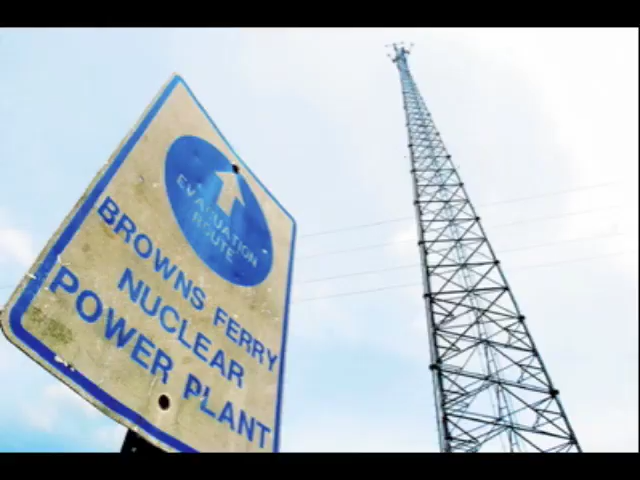 EVACUATION
ROUTE
BROWNS FERRY
NUCLEAR
POWER PLANT